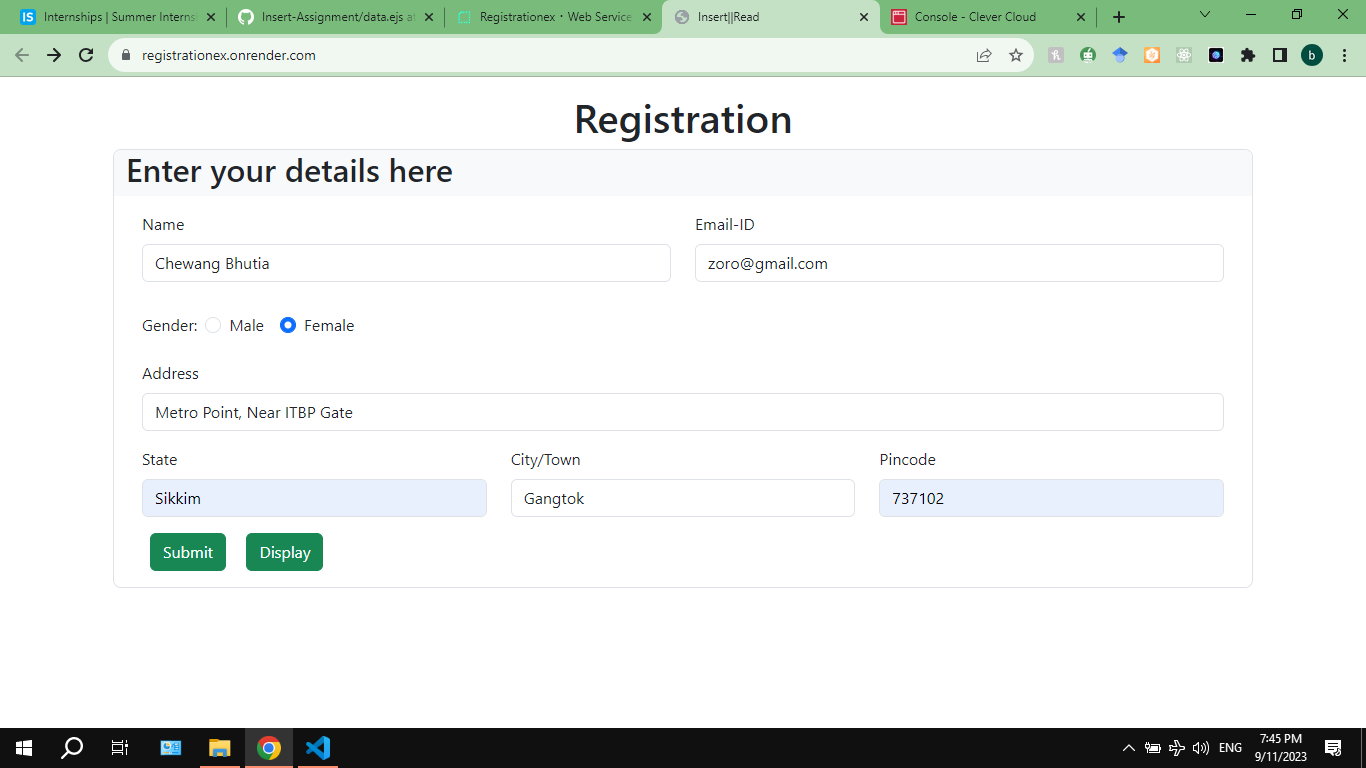 IS Internships | Summer Interns
Insert-Assignment/data.ejs at
Registrationex · Web Service
Insert||Read
Console - Clever Cloud
registrationex.onrender.com
b
Registration
Enter your details here
Name Email-ID
Chewang Bhutia zoro@gmail.com
Gender: Male Female
Address
Metro Point, Near ITBP Gate
State City/Town Pincode
Sikkim Gangtok 737102
Submit Display
ENG 7:45 PM
9/11/2023